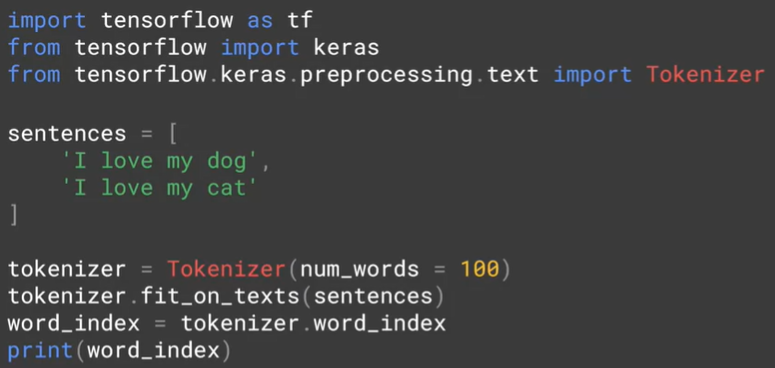 import tensorflow as tf
from tensorflow import keras
from tensorflow.keras.preprocessing.text import Tokenizer

sentences = [
    'I love my dog',
    'I love my cat'
]

tokenizer = Tokenizer(num_words = 100)
tokenizer.fit_on_texts(sentences)
word_index = tokenizer.word_index
print(word_index)